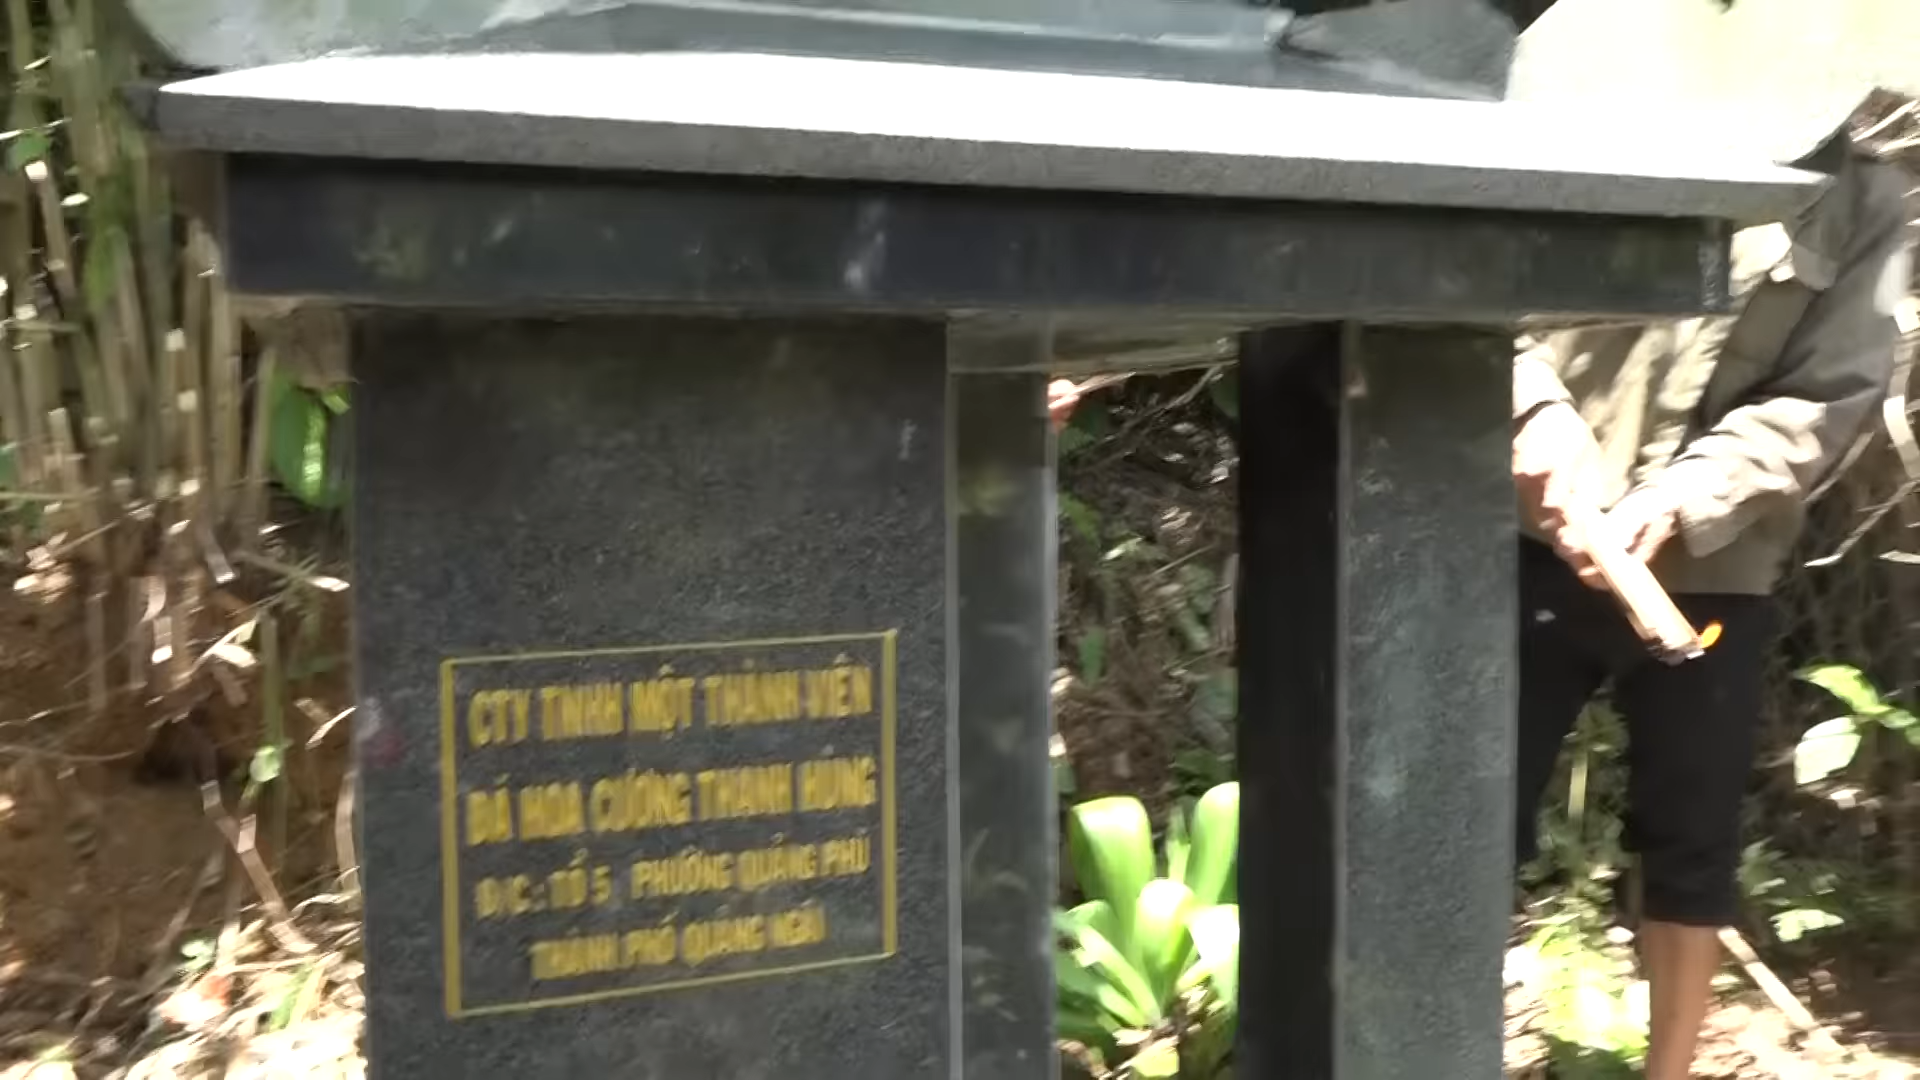 CTY TNHH MỘT THÀNH VIÊN
ĐÁ HOA CƯƠNG THANH HÙNG
Đ/C : TỔ 5 PHƯỜNG QUẢNG PHÚ
THÀNH PHỐ QUẢNG NGÃI